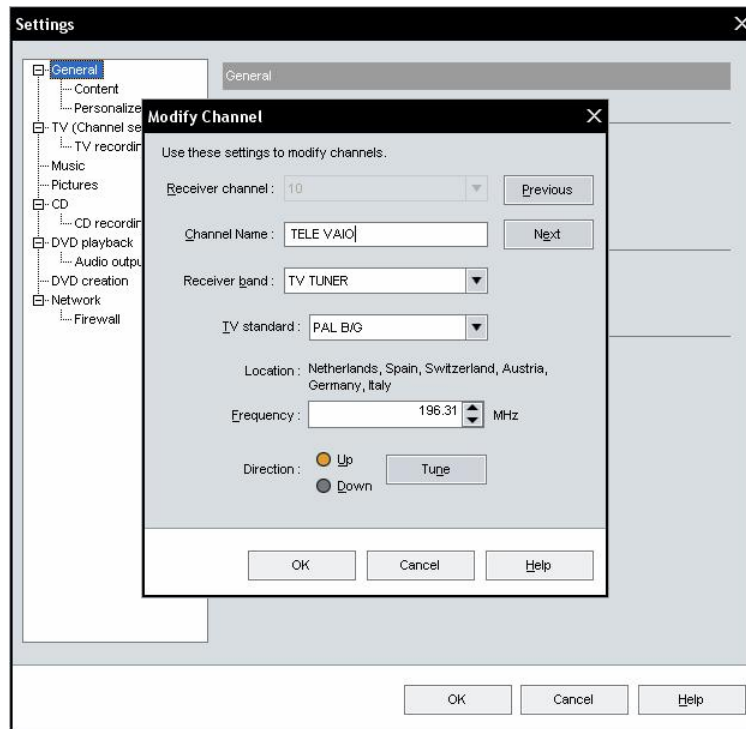 Settings
General
Content
Personalize
TV (Channel se
TV recordin
Music
Pictures
CD
CD recordin
DVD playback
Audio outpu
DVD creation
Network
Firewall
General
Modify Channel
Use these settings to modify channels.
Receiver channel : 10 Previous
Channel Name : TELE VAIO Next
Receiver band : TV TUNER
TV standard : PAL B/G
Location : Netherlands, Spain, Switzerland, Austria,
Germany, Italy
Frequency : 196.31 MHz
Direction : Up
Down
Tune
OK Cancel Help
OK Cancel Help